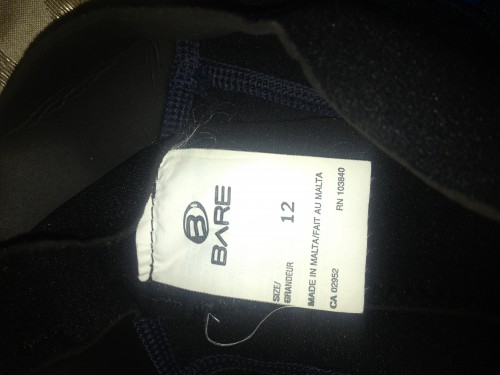 B
BARE
SIZE/ 12
GRANDEUR
MADE IN MALTA/FAIT AU MALTA
CA 02952 RN 103840